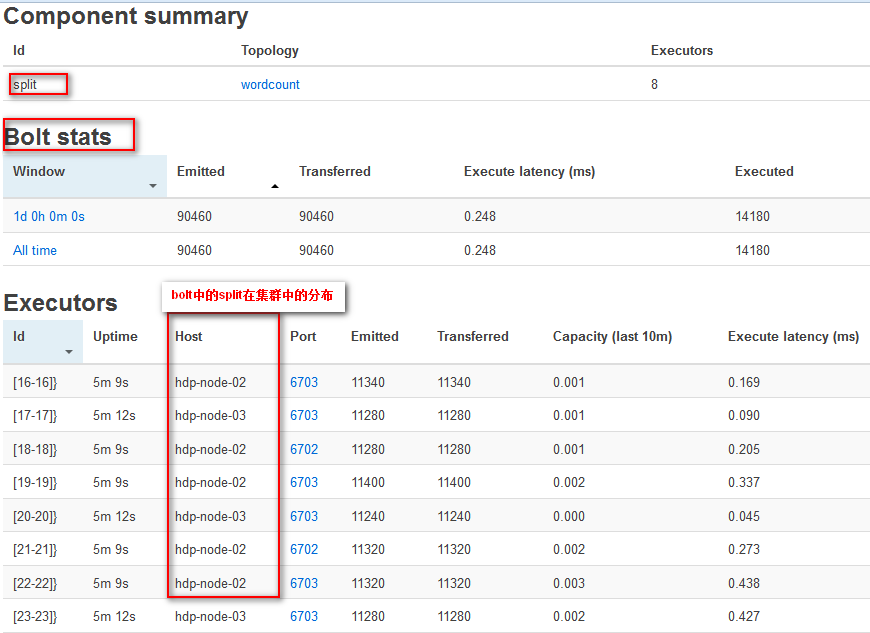 Component summary
Id Topology Executors
split wordcount 8
Bolt stats
Window Emitted Transferred Execute latency (ms) Executed
1d 0h 0m 0s 90460 90460 0.248 14180
All time 90460 90460 0.248 14180
bolt中的split在集群中的分布
Executors
Id Uptime Host Port Emitted Transferred Capacity (last 10m) Execute latency (ms)
[16-16]} 5m 9s hdp-node-02 6703 11340 11340 0.001 0.169
[17-17]} 5m 12s hdp-node-03 6703 11280 11280 0.001 0.090
[18-18]} 5m 9s hdp-node-02 6702 11280 11280 0.001 0.205
[19-19]} 5m 9s hdp-node-02 6703 11400 11400 0.002 0.337
[20-20]} 5m 12s hdp-node-03 6703 11240 11240 0.000 0.045
[21-21]} 5m 9s hdp-node-02 6702 11320 11320 0.002 0.273
[22-22]} 5m 9s hdp-node-02 6703 11320 11320 0.003 0.438
[23-23]} 5m 12s hdp-node-03 6703 11280 11280 0.002 0.427